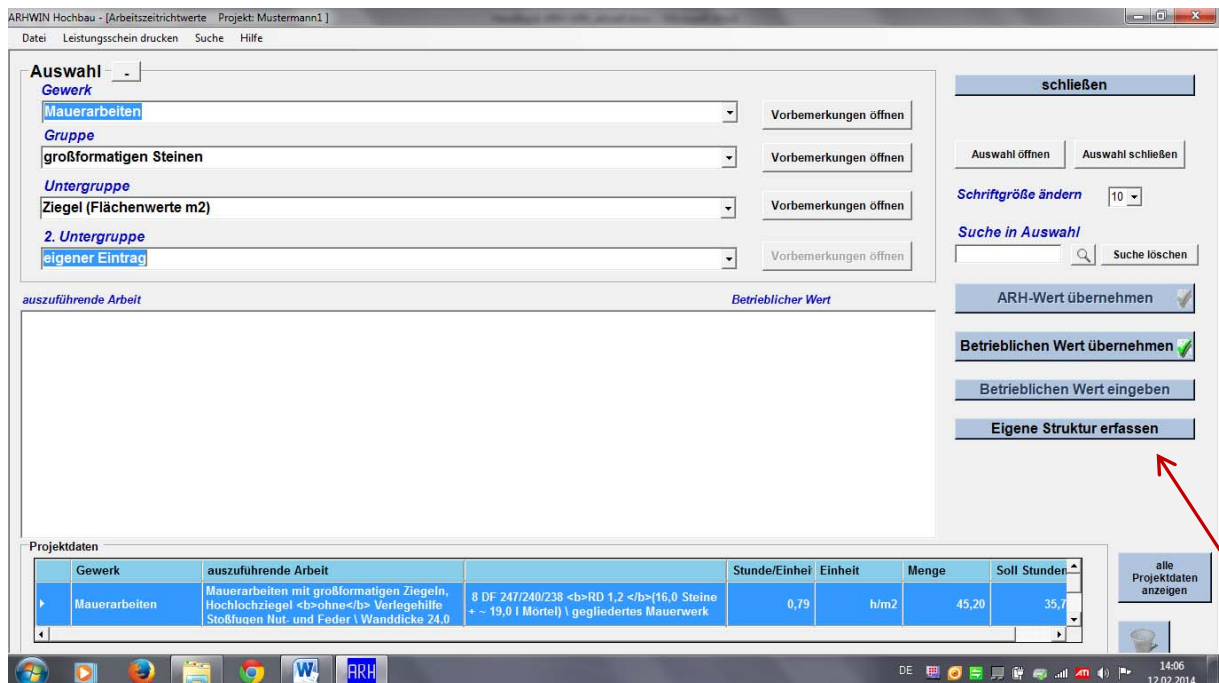 ARHWIN Hochbau - [Arbeitszeitrichtwerte Projekt: Mustermann1 ]
Datei Leistungsschein drucken Suche Hilfe
Auswahl -
Gewerk
Mauerarbeiten
Vorbemerkungen öffnen
Gruppe
großformatigen Steinen
Vorbemerkungen öffnen
Untergruppe
Ziegel (Flächenwerte m2)
Vorbemerkungen öffnen
2. Untergruppe
eigener Eintrag
Vorbemerkungen öffnen
schließen
Auswahl öffnen Auswahl schließen
Schriftgröße ändern 10
Suche in Auswahl
Suche löschen
ARH-Wert übernehmen
Betrieblichen Wert übernehmen
Betrieblichen Wert eingeben
Eigene Struktur erfassen
auszuführende Arbeit Betrieblicher Wert
Projektdaten
Gewerk auszuführende Arbeit Stunde/Einhei Einheit Menge Soll Stunden
Mauerarbeiten
Mauerarbeiten mit großformatigen Ziegeln,
Hochlochziegel <b>ohne</b> Verlegehilfe
Stoßfugen Nut- und Feder \ Wanddicke 24,0
8 DF 247/240/238 <b>RD 1,2 </b>(16,0 Steine
+ ~ 19,0 l Mörtel) \ gegliedertes Mauerwerk
0,79 h/m2 45,20 35,7
alle
Projektdaten
anzeigen
W ARH
DE
14:06
12.02.2014